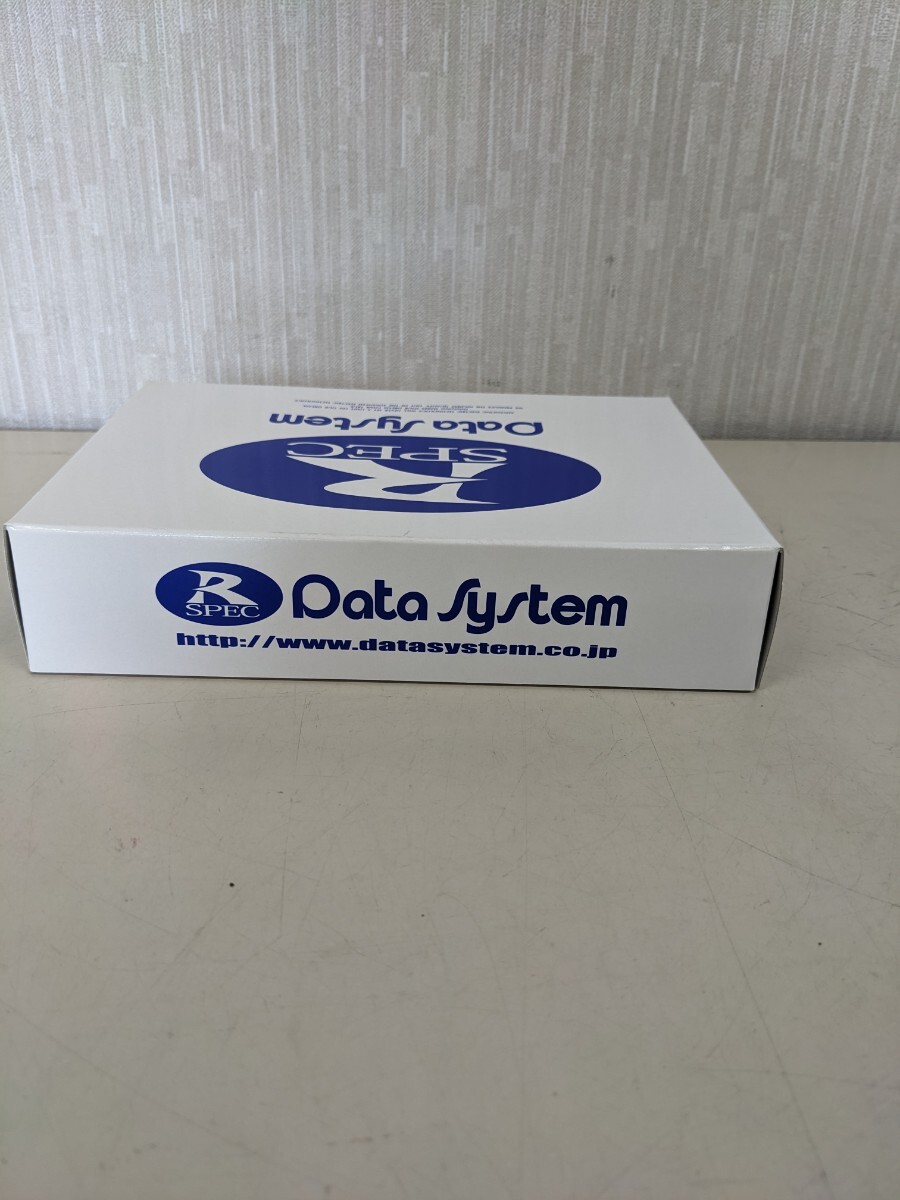 Data System
R
SPEC
R
SPEC
Data System
http://www.datasystem.co.jp